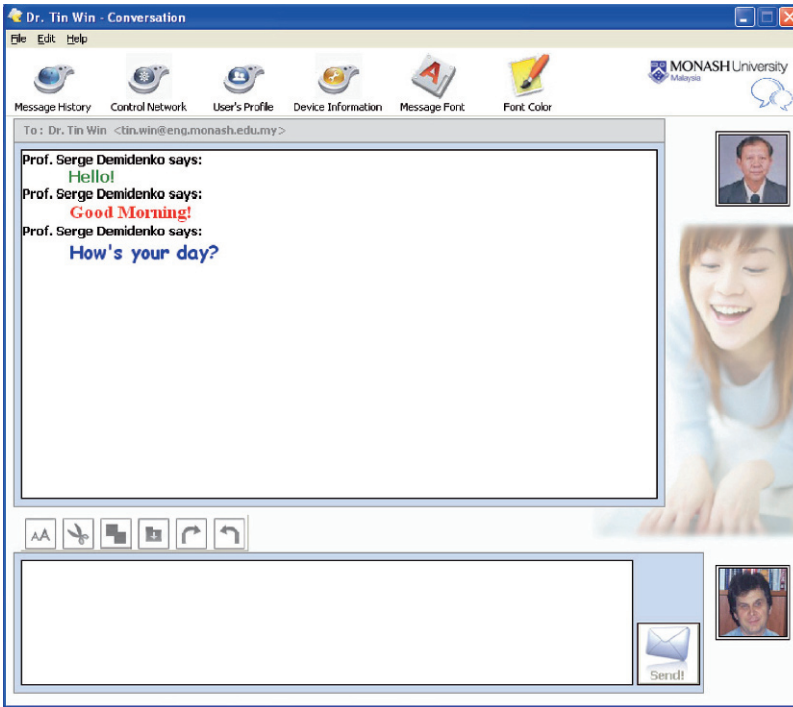 Dr. Tin Win - Conversation
File Edit Help
Message History Control Network User's Profile Device Information Message Font Font Color
MONASH University
Malaysia
To : Dr. Tin Win <tin.win@eng.monash.edu.my>
Prof. Serge Demidenko says:
Hello!
Prof. Serge Demidenko says:
Good Morning!
Prof. Serge Demidenko says:
How's your day?
AA
Send!